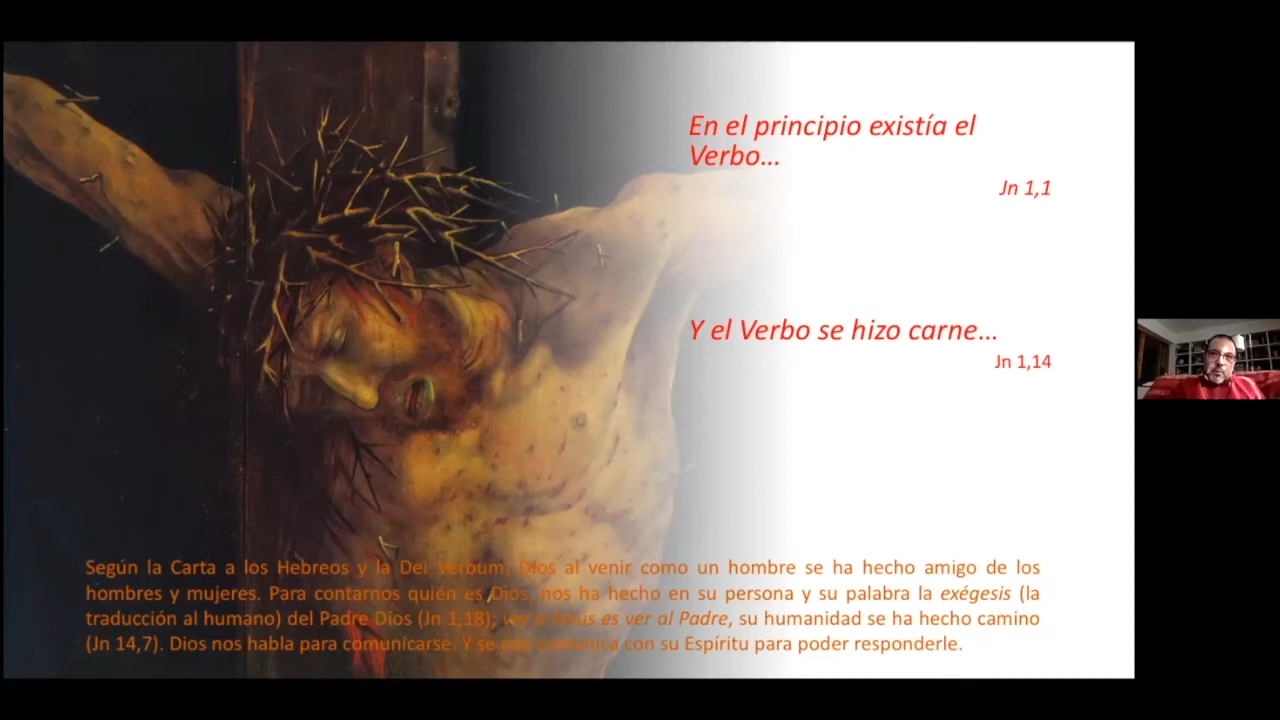 En el principio existía el
Verbo...
Jn 1,1
Y el Verbo se hizo carne...
Jn 1,14
Según la Carta a los Hebreos y la Dei Verbum, Dios al venir como un hombre se ha hecho amigo de los
hombres y mujeres. Para contarnos quién es Dios, nos ha hecho en su persona y su palabra la exégesis (la
traducción al humano) del Padre Dios (Jn 1,18); ver a Jesús es ver al Padre, su humanidad se ha hecho camino
(Jn 14,7). Dios nos habla para comunicarse. Y se nos comunica con su Espíritu para poder responderle.